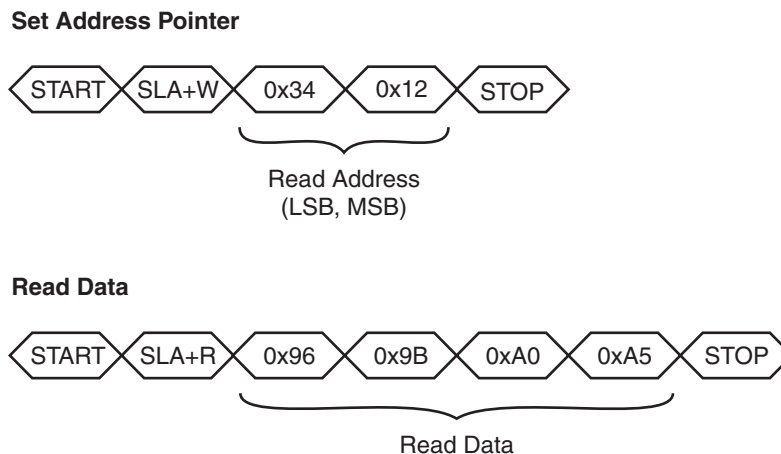 Set Address Pointer
START SLA+W 0x34 0x12 STOP
Read Address
(LSB, MSB)
Read Data
START SLA+R 0x96 0x9B 0xA0 0xA5 STOP
Read Data